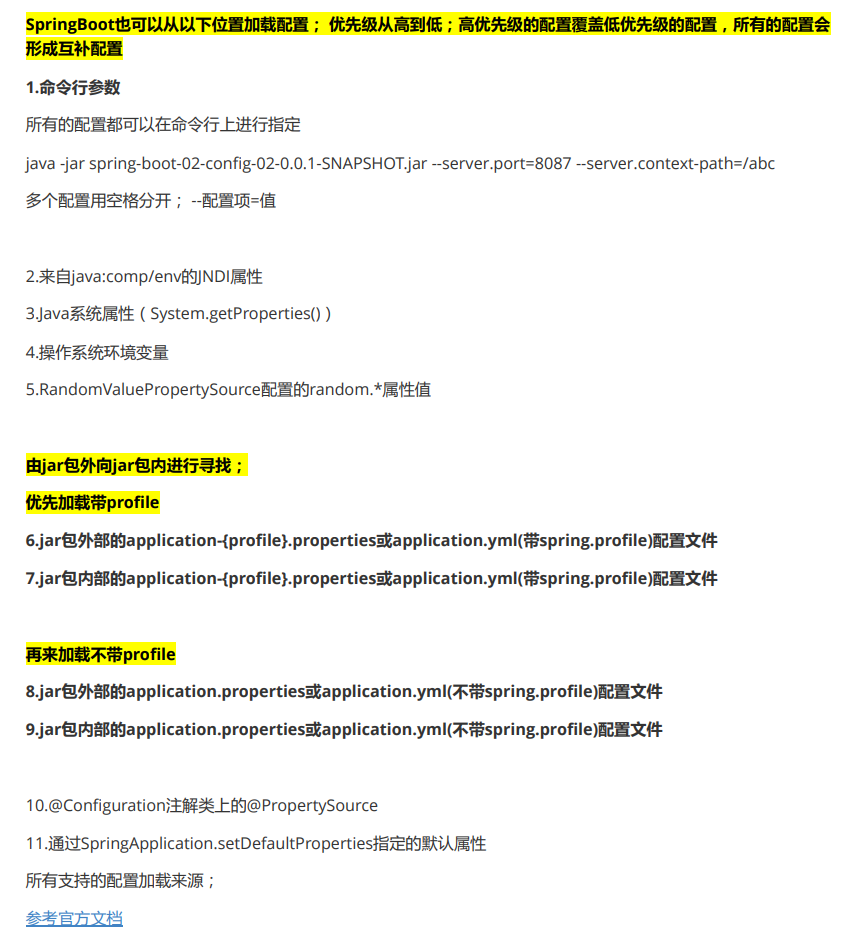 SpringBoot也可以从以下位置加载配置； 优先级从高到低；高优先级的配置覆盖低优先级的配置，所有的配置会
形成互补配置
1.命令行参数
所有的配置都可以在命令行上进行指定
java -jar spring-boot-02-config-02-0.0.1-SNAPSHOT.jar --server.port=8087 --server.context-path=/abc
多个配置用空格分开； --配置项=值
2.来自java:comp/env的JNDI属性
3.Java系统属性（System.getProperties()）
4.操作系统环境变量
5.RandomValuePropertySource配置的random.*属性值
由jar包外向jar包内进行寻找；
优先加载带profile
6.jar包外部的application-{profile}.properties或application.yml(带spring.profile)配置文件
7.jar包内部的application-{profile}.properties或application.yml(带spring.profile)配置文件
再来加载不带profile
8.jar包外部的application.properties或application.yml(不带spring.profile)配置文件
9.jar包内部的application.properties或application.yml(不带spring.profile)配置文件
10.@Configuration注解类上的@PropertySource
11.通过SpringApplication.setDefaultProperties指定的默认属性
所有支持的配置加载来源；
参考官方文档